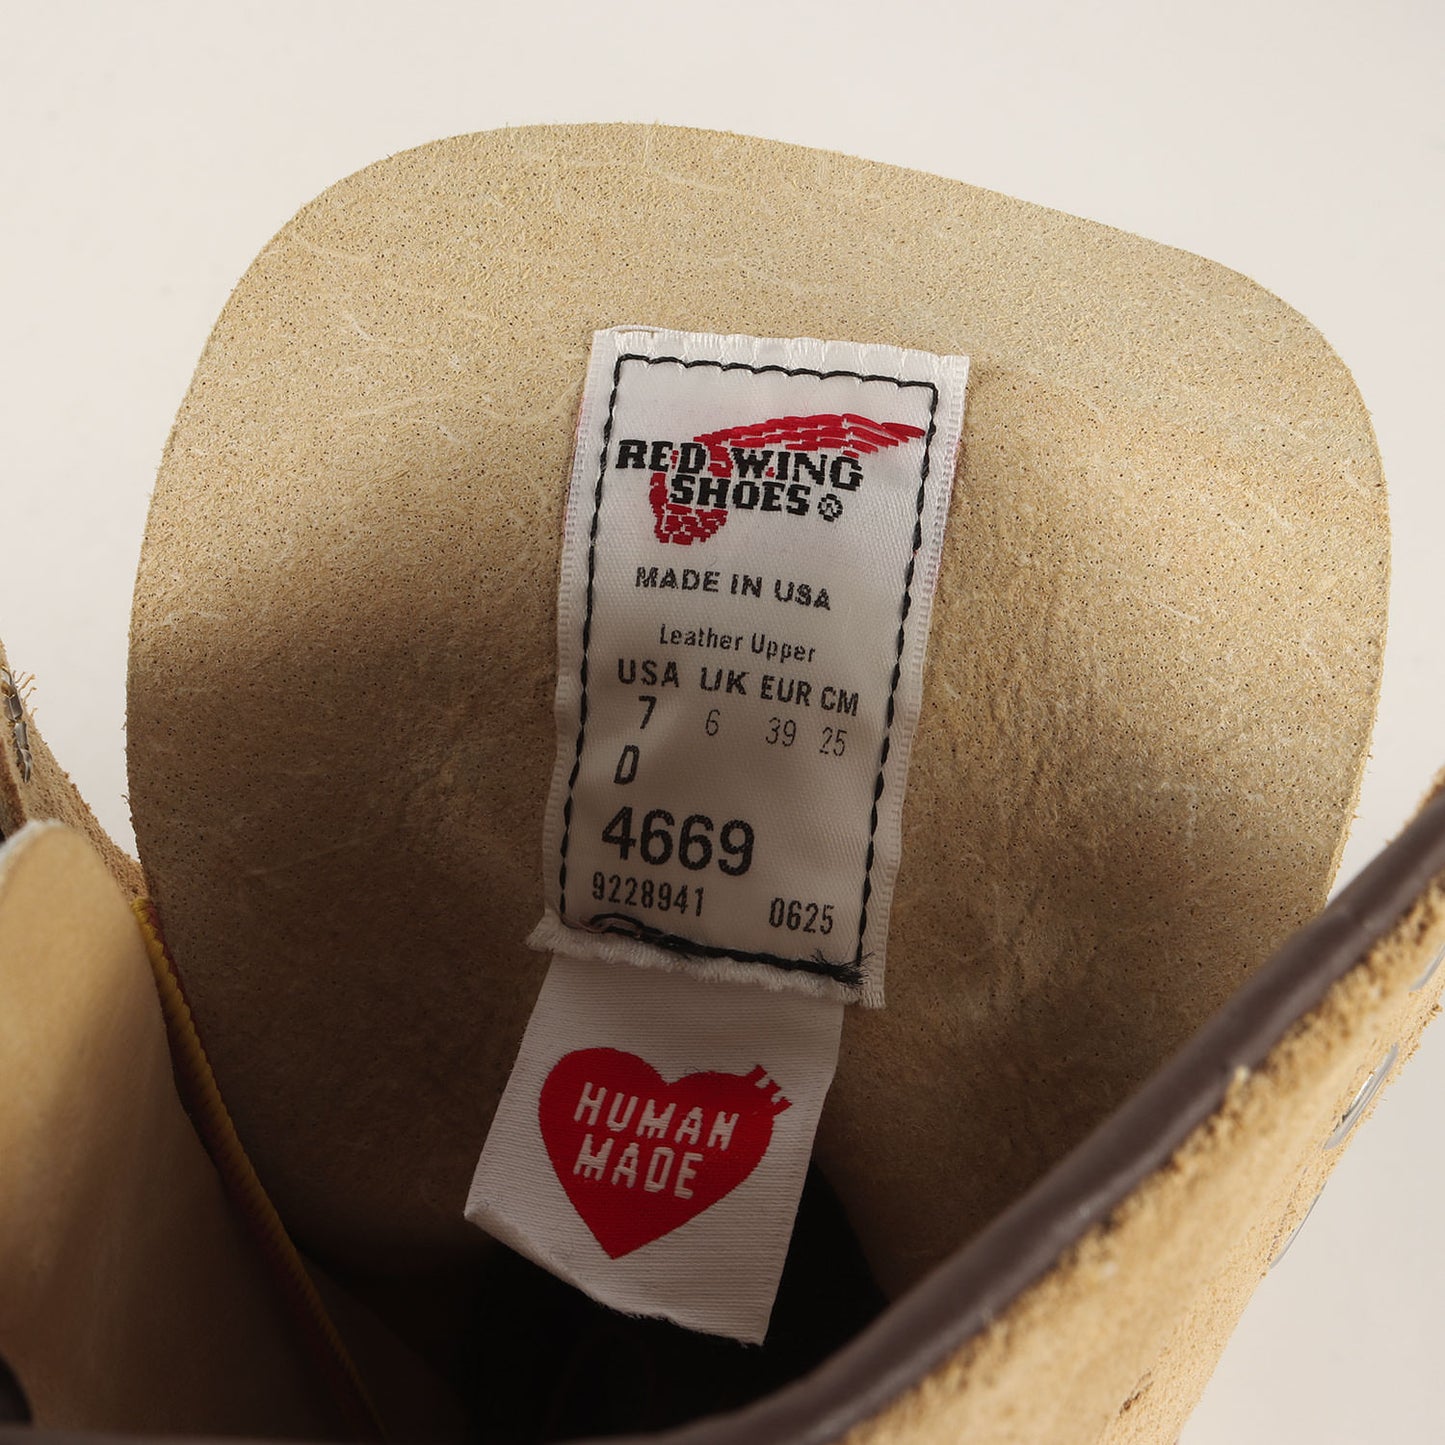 RED WING
SHOES®
MADE IN USA
Leather Upper
USA UK EUR CM
7 6 39 25
D
4669
9228941 0625
HUMAN
MADE